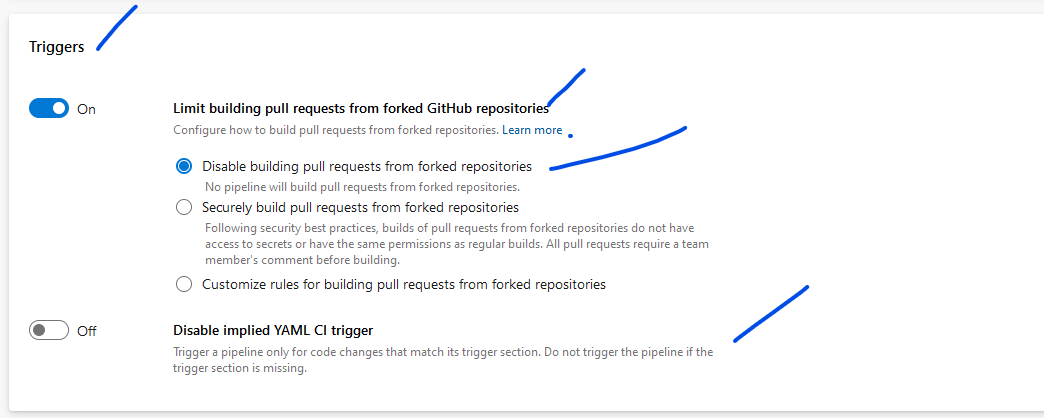 Triggers
On
Limit building pull requests from forked GitHub repositories
Configure how to build pull requests from forked repositories. Learn more
Disable building pull requests from forked repositories
No pipeline will build pull requests from forked repositories.
Securely build pull requests from forked repositories
Following security best practices, builds of pull requests from forked repositories do not have
access to secrets or have the same permissions as regular builds. All pull requests require a team
member's comment before building.
Customize rules for building pull requests from forked repositories
Off
Disable implied YAML CI trigger
Trigger a pipeline only for code changes that match its trigger section. Do not trigger the pipeline if the
trigger section is missing.